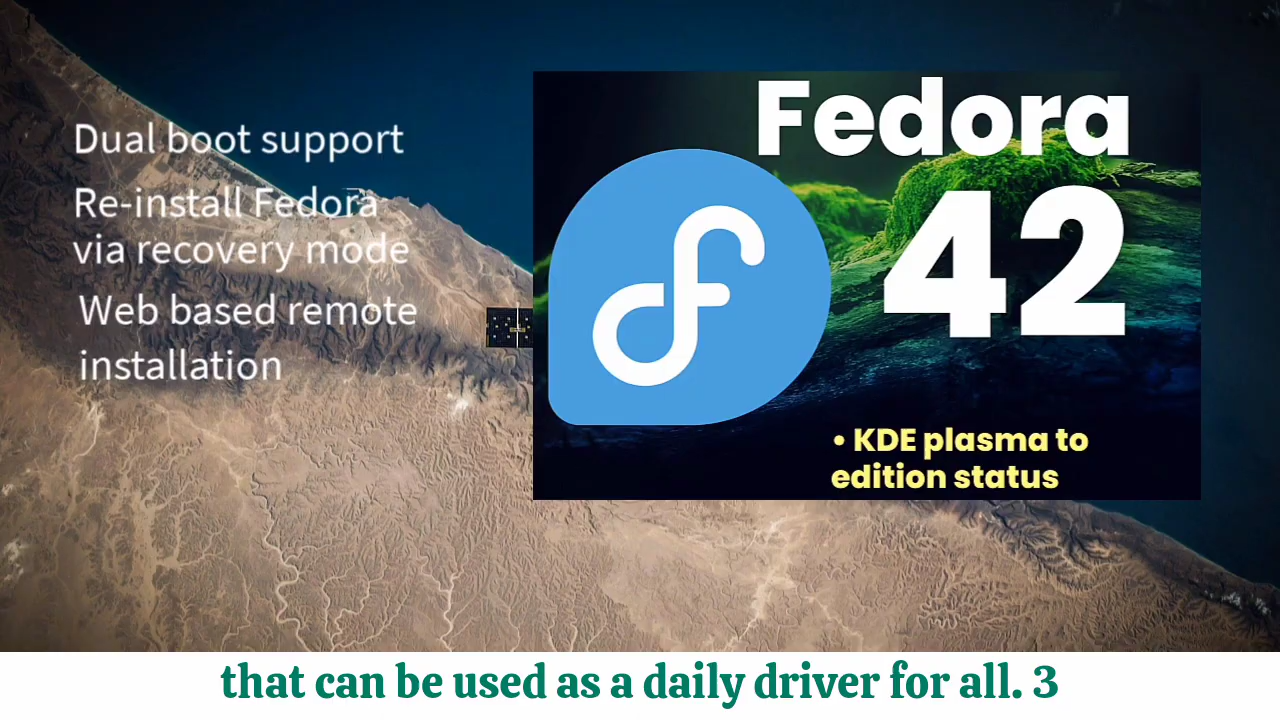 Dual boot support
Re-install Fedora
via recovery mode
Web based remote
installation
Fedora
42
• KDE plasma to
edition status
that can be used as a daily driver for all. 3